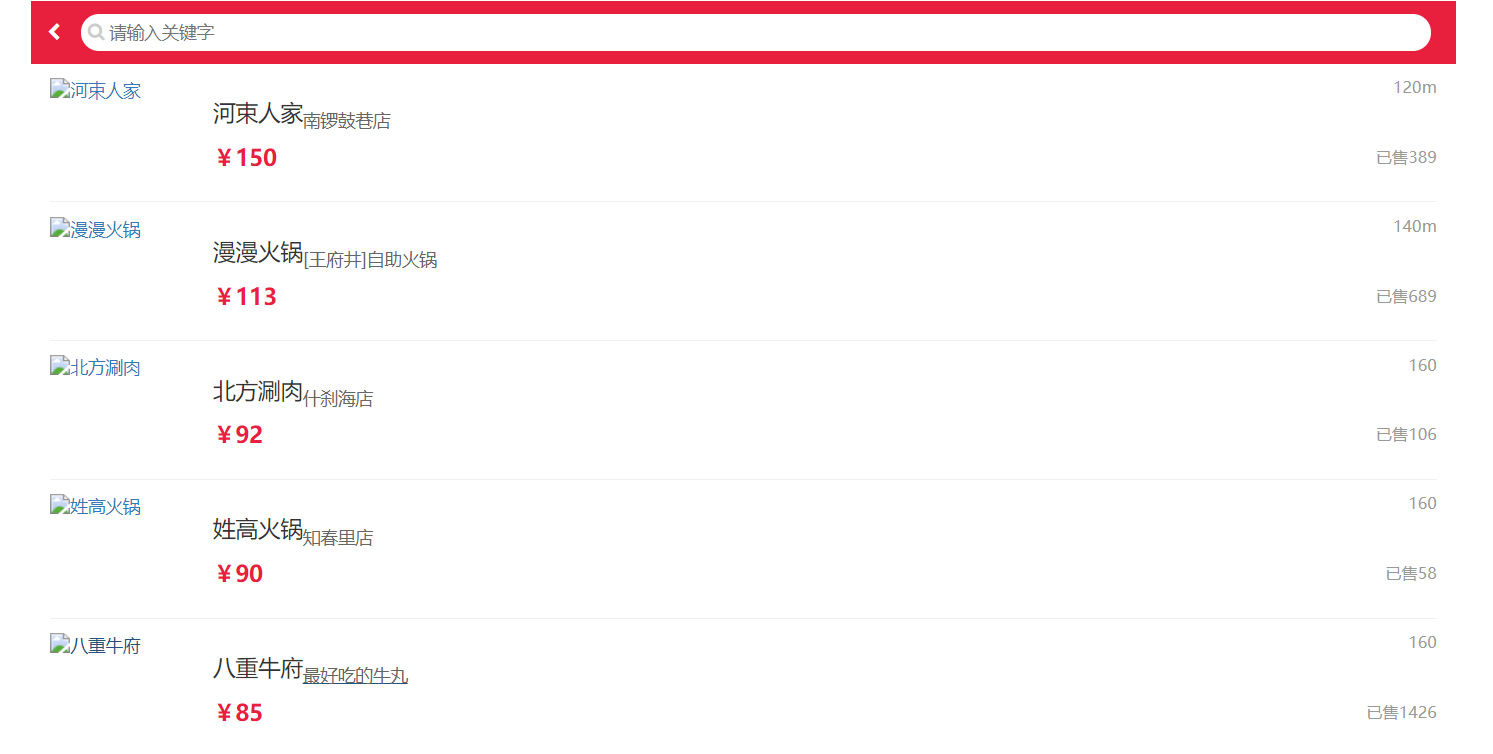 请输入关键字
河束人家
120m
河束人家南锣鼓巷店
￥150
已售389
漫漫火锅
140m
漫漫火锅[王府井]自助火锅
￥113
已售689
北方涮肉
160
北方涮肉什刹海店
￥92
已售106
姓高火锅
160
姓高火锅知春里店
￥90
已售58
八重牛府
160
八重牛府最好吃的牛丸
￥85
已售1426